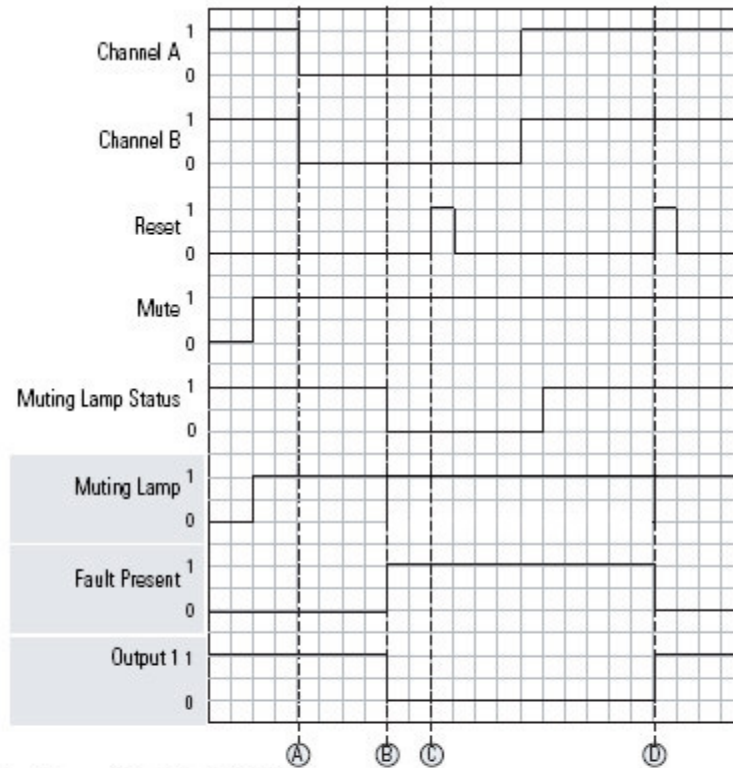 Channel A 1
0
Channel B 1
0
Reset 1
0
Mute 1
0
Muting Lamp Status 1
0
Muting Lamp 1
0
Fault Present 1
0
Output 1 1
0
A B C D